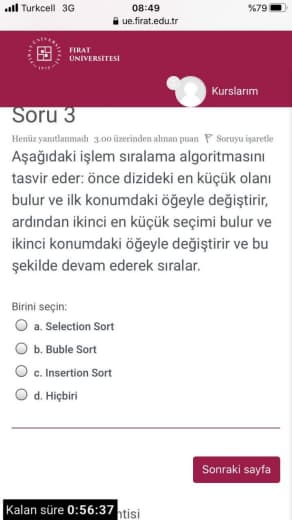 Turkcell 3G 08:49 %79
ue.firat.edu.tr
FIRAT
ÜNİVERSİTESİ
Kurslarım
Soru 3
Henüz yanıtlanmadı 3.00 üzerinden alınan puan Soruyu işaretle
Aşağıdaki işlem sıralama algoritmasını
tasvir eder: önce dizideki en küçük olanı
bulur ve ilk konumdaki öğeyle değiştirir,
ardından ikinci en küçük seçimi bulur ve
ikinci konumdaki öğeyle değiştirir ve bu
şekilde devam ederek sıralar.
Birini seçin:
a. Selection Sort
b. Buble Sort
c. Insertion Sort
d. Hiçbiri
Sonraki sayfa
Kalan süre 0:56:37